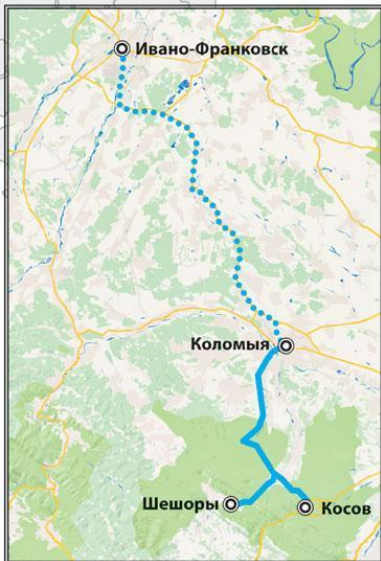 Ивано-Франковск
Коломыя
Шешоры
Косов